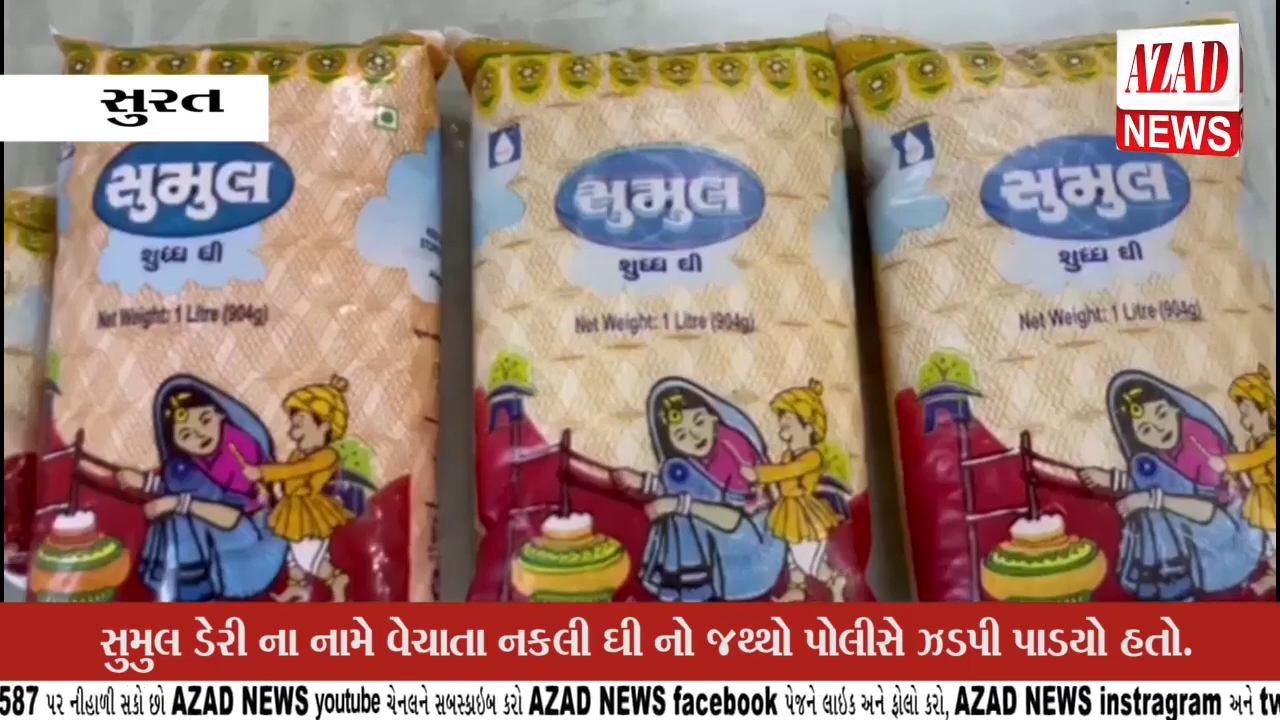 સુરત
AZAD
NEWS
સુમુલ
શુધ્ધ ઘી
Net Weight: 1 Litre (904g)
સુમુલ
શુધ્ધ ઘી
Net Weight: 1 Litre (904g)
સુમુલ
શુધ્ધ ઘી
Net Weight: 1 Litre (904g)
સુમુલ ડેરી ના નામે વેચાતા નકલી ઘી નો જથ્થો પોલીસે ઝડપી પાડયો હતો.
587 પર નીહાળી સકો છો AZAD NEWS youtube ચેનલને સબસ્ક્રાઇબ કરો AZAD NEWS facebook પેજને લાઇક અને ફોલો કરો, AZAD NEWS instragram અને tw